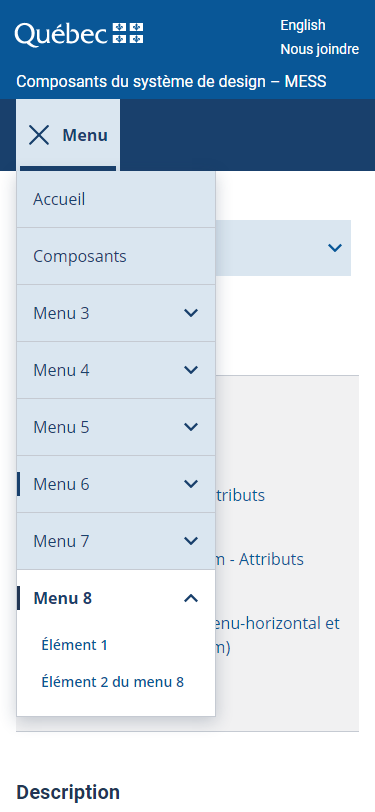 Québec
English
Nous joindre
Composants du système de design – MESS
Menu
Accueil
Composants
Menu 3
Menu 4
Menu 5
Menu 6
tributs
Menu 7
- Attributs
Menu 8
enu-horizontal et
Élément 1
Élément 2 du menu 8
Description